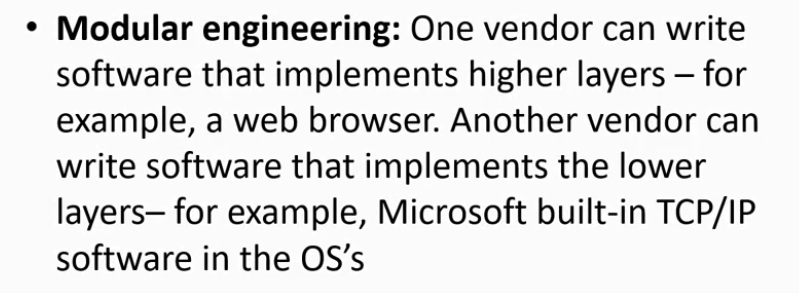 • Modular engineering: One vendor can write
software that implements higher layers – for
example, a web browser. Another vendor can
write software that implements the lower
layers– for example, Microsoft built-in TCP/IP
software in the OS’s